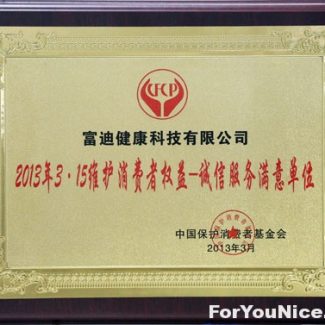 CFCP
富迪健康科技有限公司
2013年3·15维护消费者权益-诚信服务满意单位
中国保护消费者基金会
2013年3月
ForYouNice.